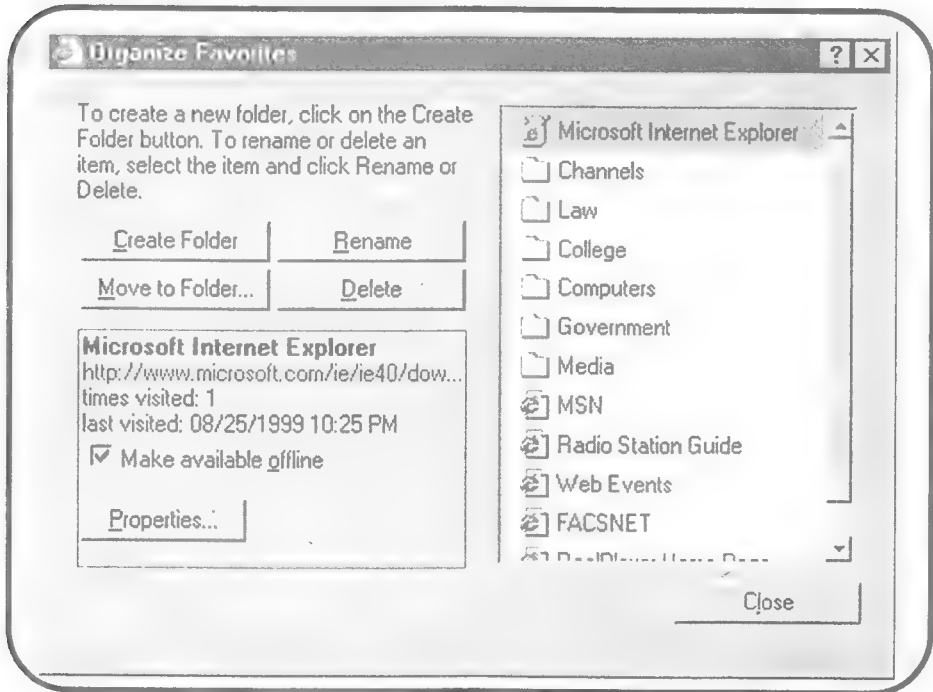 Organize Favorites
? X
To create a new folder, click on the Create
Folder button. To rename or delete an
item, select the item and click Rename or
Delete.
Create Folder
Rename
Move to Folder...
Delete
Microsoft Internet Explorer
http://www.microsoft.com/ie/ie40/dow...
times visited: 1
last visited: 08/25/1999 10:25 PM
Make available offline
Properties...
Microsoft Internet Explorer
Channels
Law
College
Computers
Government
Media
MSN
Radio Station Guide
Web Events
FACSNET
RealPlayer Home Page
Close